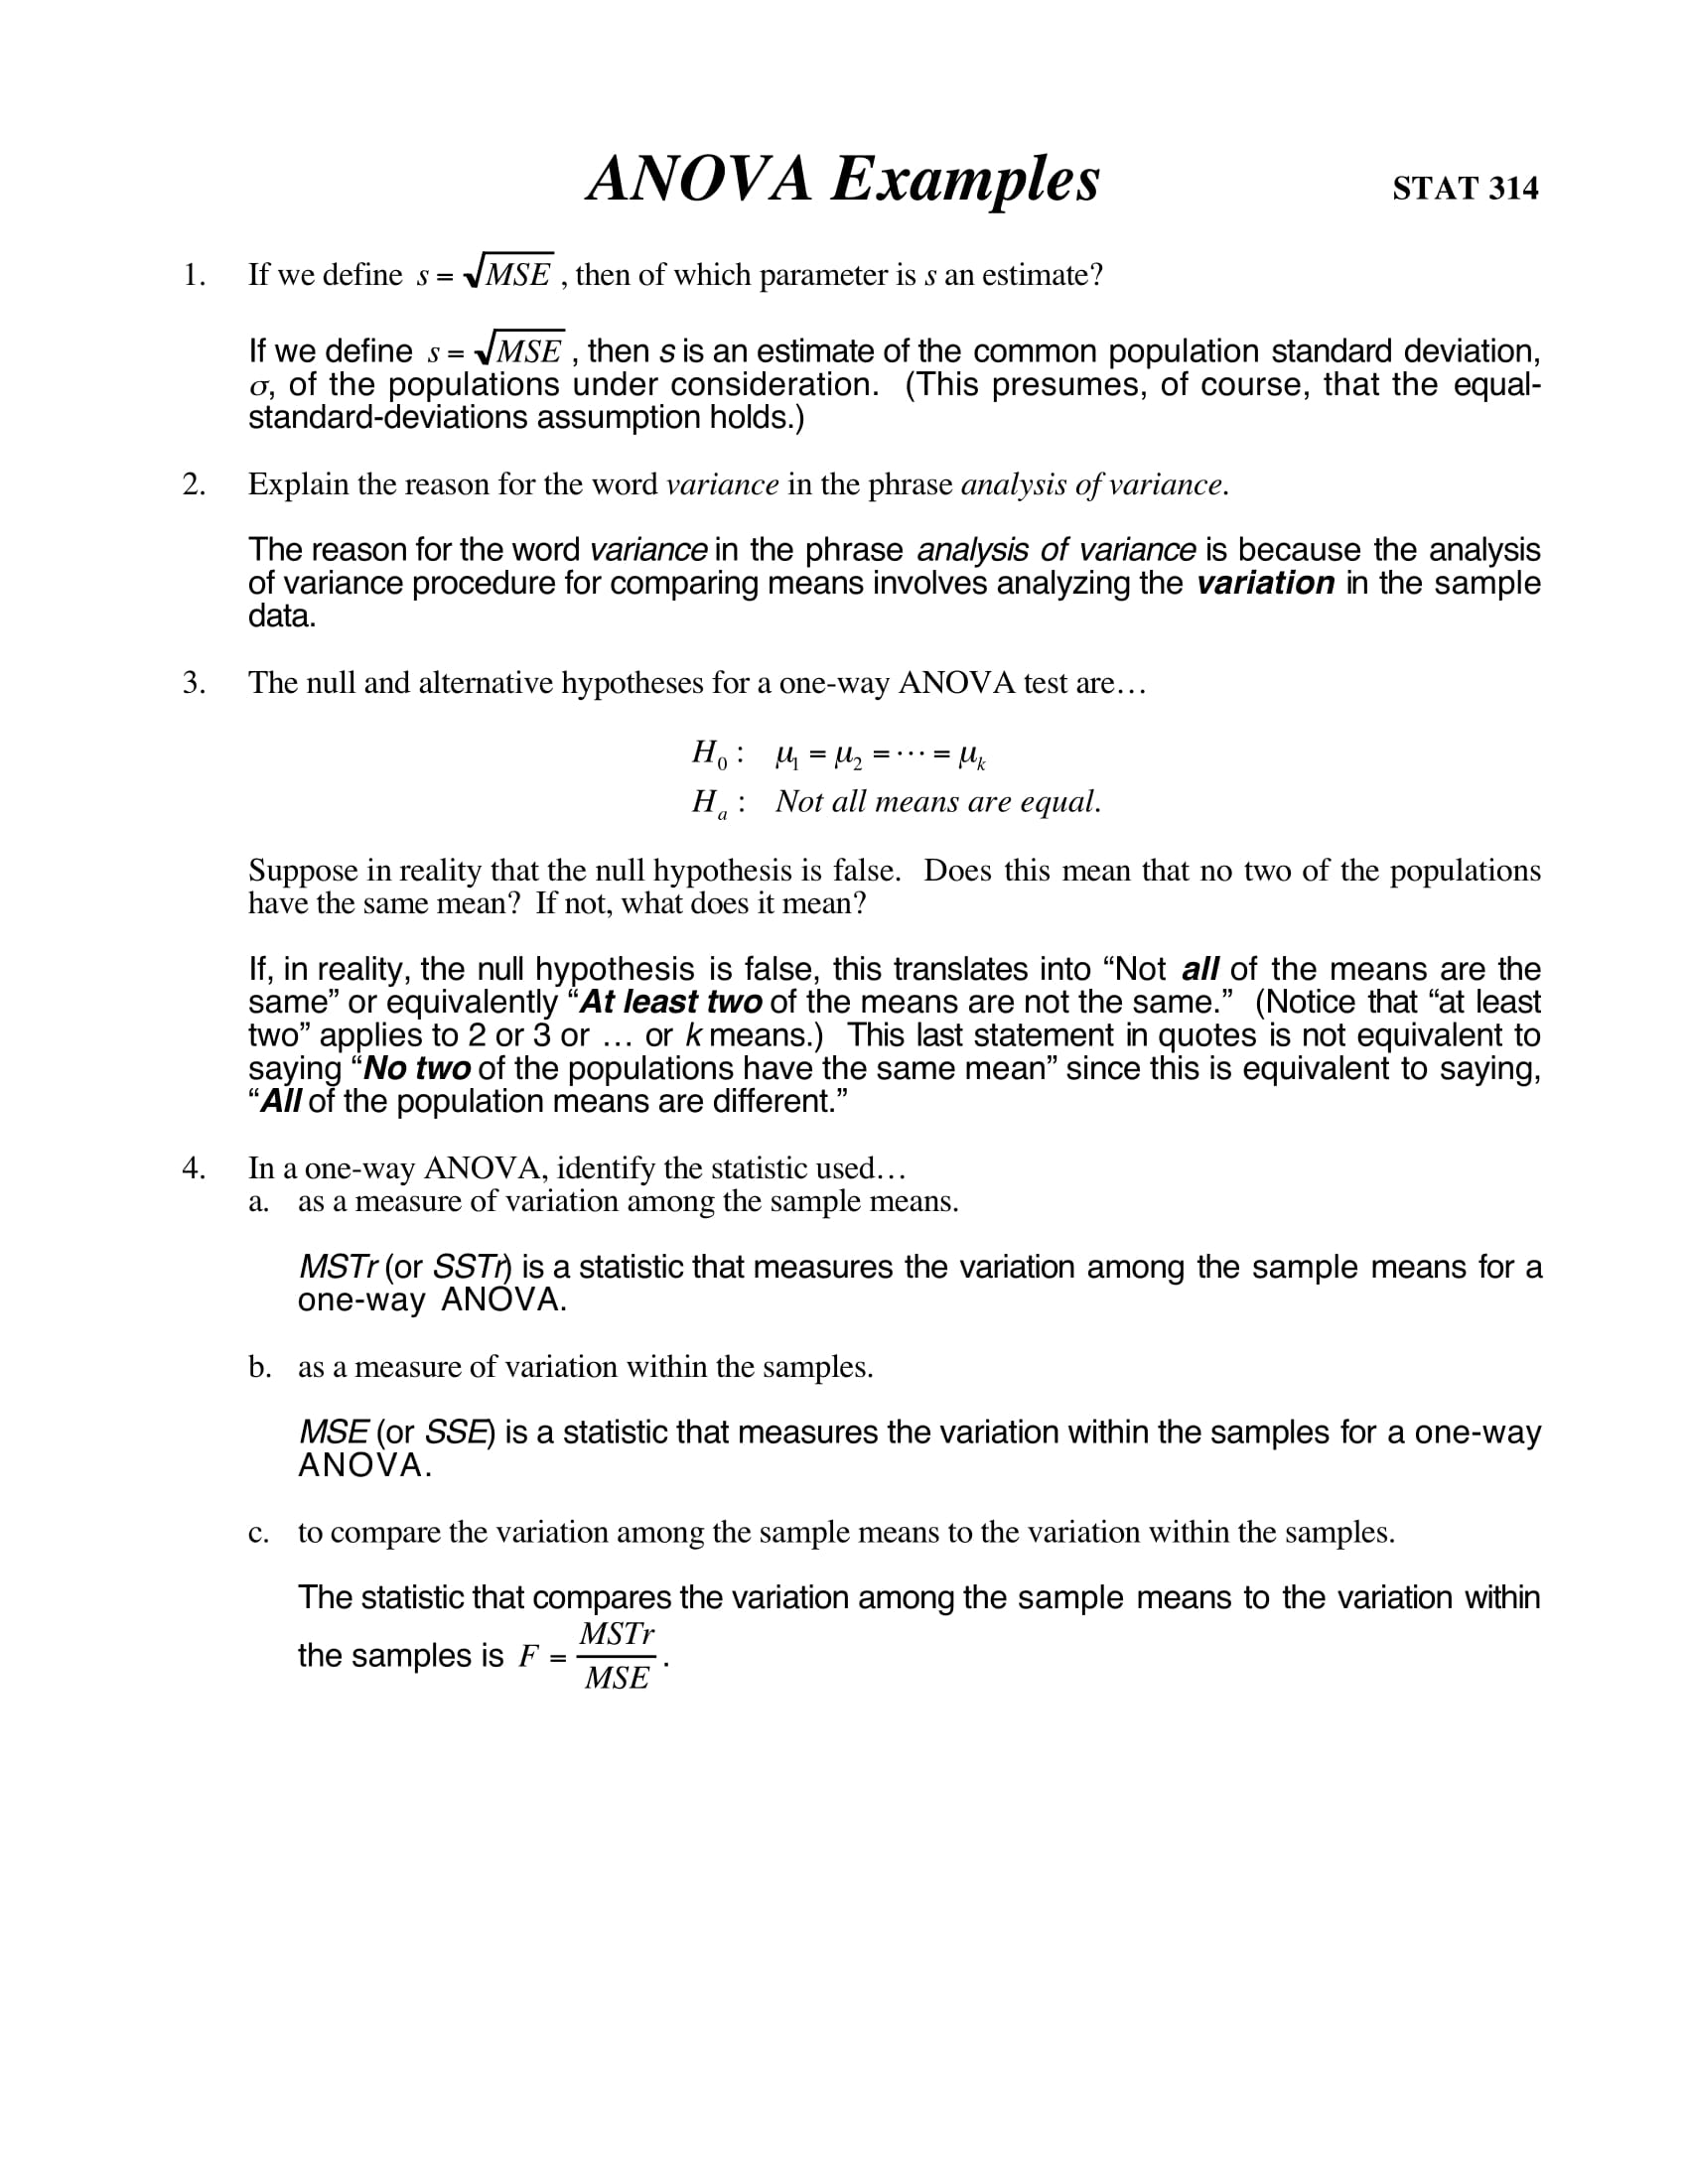 ANOVA Examples STAT 314
1. If we define s = √MSE , then of which parameter is s an estimate?
If we define s = √MSE , then s is an estimate of the common population standard deviation,
σ, of the populations under consideration. (This presumes, of course, that the equal-
standard-deviations assumption holds.)
2. Explain the reason for the word variance in the phrase analysis of variance.
The reason for the word variance in the phrase analysis of variance is because the analysis
of variance procedure for comparing means involves analyzing the variation in the sample
data.
3. The null and alternative hypotheses for a one-way ANOVA test are…
H₀ : μ₁ = μ₂ = ⋯ = μₖ
Hₐ : Not all means are equal.
Suppose in reality that the null hypothesis is false. Does this mean that no two of the populations
have the same mean? If not, what does it mean?
If, in reality, the null hypothesis is false, this translates into “Not all of the means are the
same” or equivalently “At least two of the means are not the same.” (Notice that “at least
two” applies to 2 or 3 or … or k means.) This last statement in quotes is not equivalent to
saying “No two of the populations have the same mean” since this is equivalent to saying,
“All of the population means are different.”
4. In a one-way ANOVA, identify the statistic used…
a. as a measure of variation among the sample means.
MSTr (or SSTr) is a statistic that measures the variation among the sample means for a
one-way ANOVA.
b. as a measure of variation within the samples.
MSE (or SSE) is a statistic that measures the variation within the samples for a one-way
ANOVA.
c. to compare the variation among the sample means to the variation within the samples.
The statistic that compares the variation among the sample means to the variation within
the samples is F = MSTr / MSE .